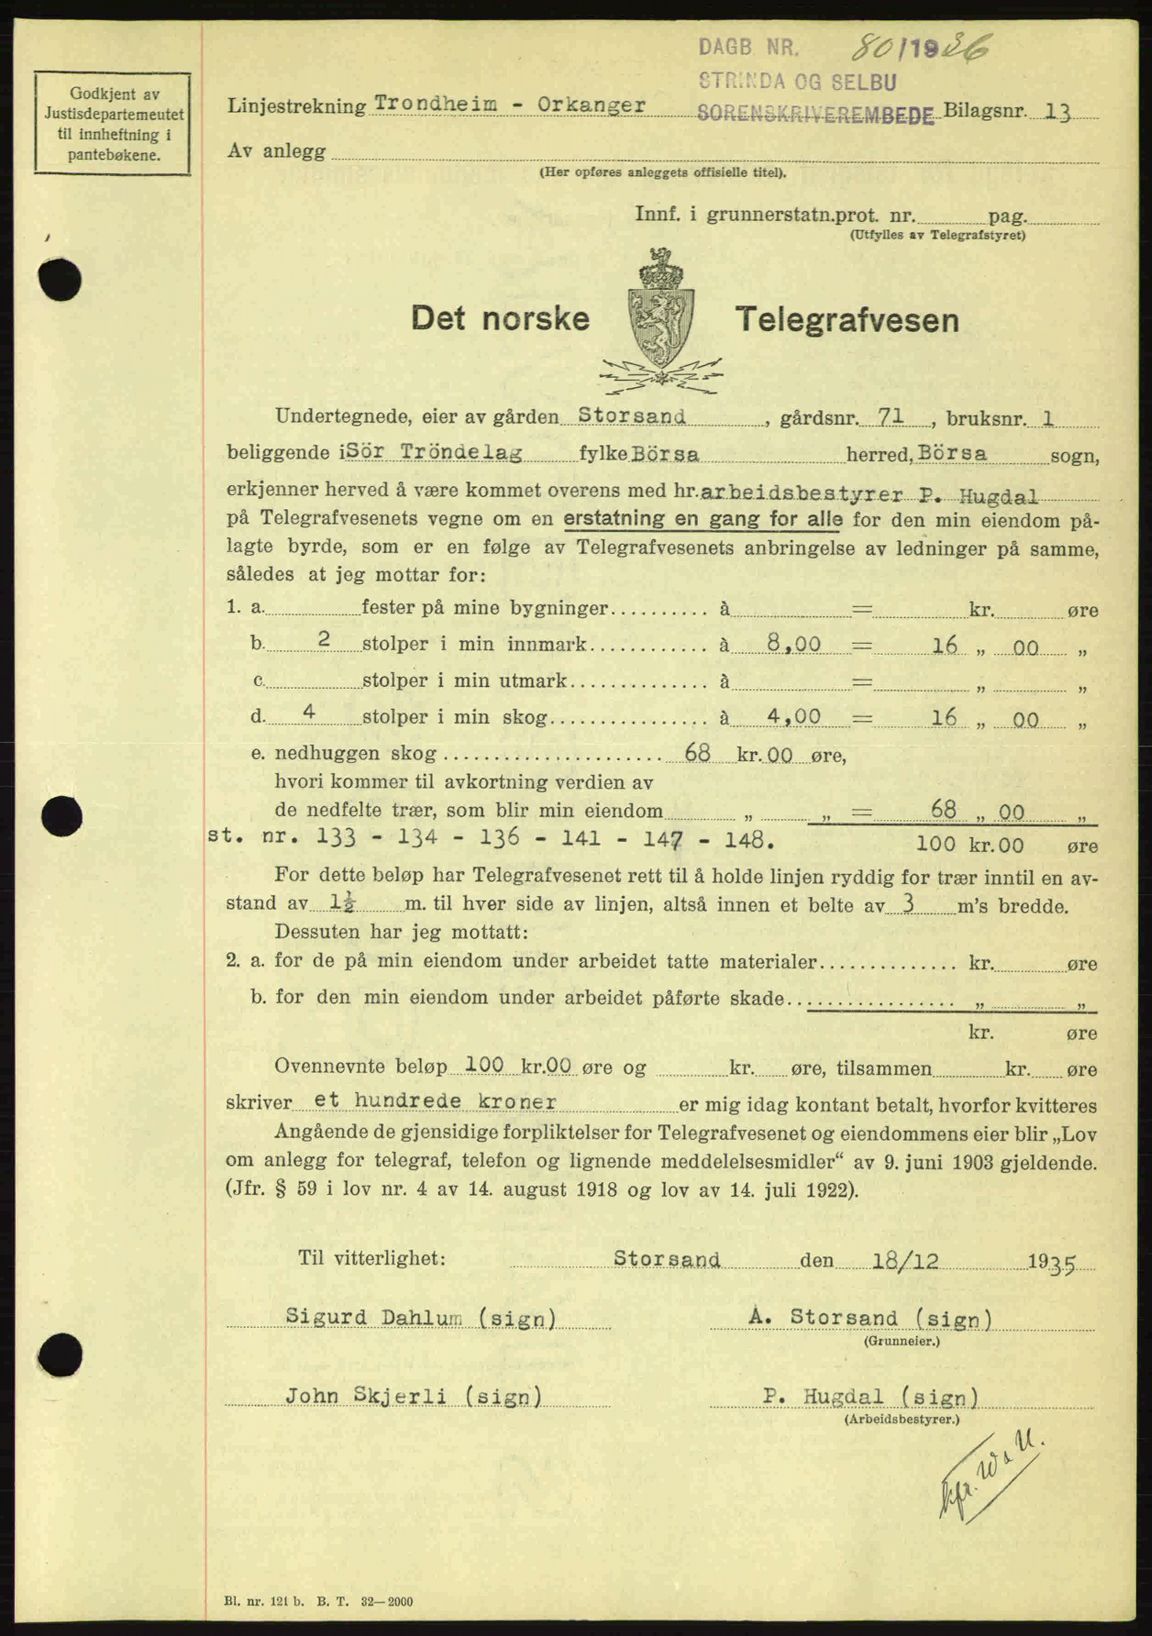 DAGB NR. 80/1936
STRINDA OG SELBU
SORENSKRIVEREMBEDE
Godkjent av
Justisdepartementet
til innheftning i
pantebøkene.
Linjestrekning Trondheim - Orkanger Bilagsnr. 13
Av anlegg
(Her opføres anleggets offisielle titel).
Innf. i grunnerstatn.prot. nr. pag.
(Utfylles av Telegrafstyret)
Det norske Telegrafvesen
Undertegnede, eier av gården Storsand, gårdsnr. 71, bruksnr. 1
beliggende i Sör Tröndelag fylke Börsa herred, Börsa sogn,
erkjenner herved å være kommet overens med hr. arbeidsbestyrer P. Hugdal
på Telegrafvesenets vegne om en erstatning en gang for alle for den min eiendom på-
lagte byrde, som er en følge av Telegrafvesenets anbringelse av ledninger på samme,
således at jeg mottar for:
1. a. fester på mine bygninger.......... à = kr. øre
b. 2 stolper i min innmark............ à 8,00 = 16 „ 00 „
c. stolper i min utmark.............. à = „ „
d. 4 stolper i min skog................ à 4,00 = 16 „ 00 „
e. nedhuggen skog ...................... 68 kr. 00 øre,
hvori kommer til avkortning verdien av
de nedfelte trær, som blir min eiendom „ „ = 68 „ 00 „
st. nr. 133 - 134 - 136 - 141 - 147 - 148. 100 kr. 00 øre
For dette beløp har Telegrafvesenet rett til å holde linjen ryddig for trær inntil en av-
stand av 1½ m. til hver side av linjen, altså innen et belte av 3 m's bredde.
Dessuten har jeg mottatt:
2. a. for de på min eiendom under arbeidet tatte materialer.............. kr. øre
b. for den min eiendom under arbeidet påførte skade................. „ „
kr. øre
Ovennevnte beløp 100 kr. 00 øre og kr. øre, tilsammen kr. øre
skriver et hundrede kroner er mig idag kontant betalt, hvorfor kvitteres
Angående de gjensidige forpliktelser for Telegrafvesenet og eiendommens eier blir „Lov
om anlegg for telegraf, telefon og lignende meddelelsesmidler“ av 9. juni 1903 gjeldende.
(Jfr. § 59 i lov nr. 4 av 14. august 1918 og lov av 14. juli 1922).
Til vitterlighet: Storsand den 18/12 1935
Sigurd Dahlum (sign) A. Storsand (sign)
(Grunneier.)
John Skjerli (sign) P. Hugdal (sign)
(Arbeidsbestyrer.)
Bl. nr. 121 b. B. T. 32—2000